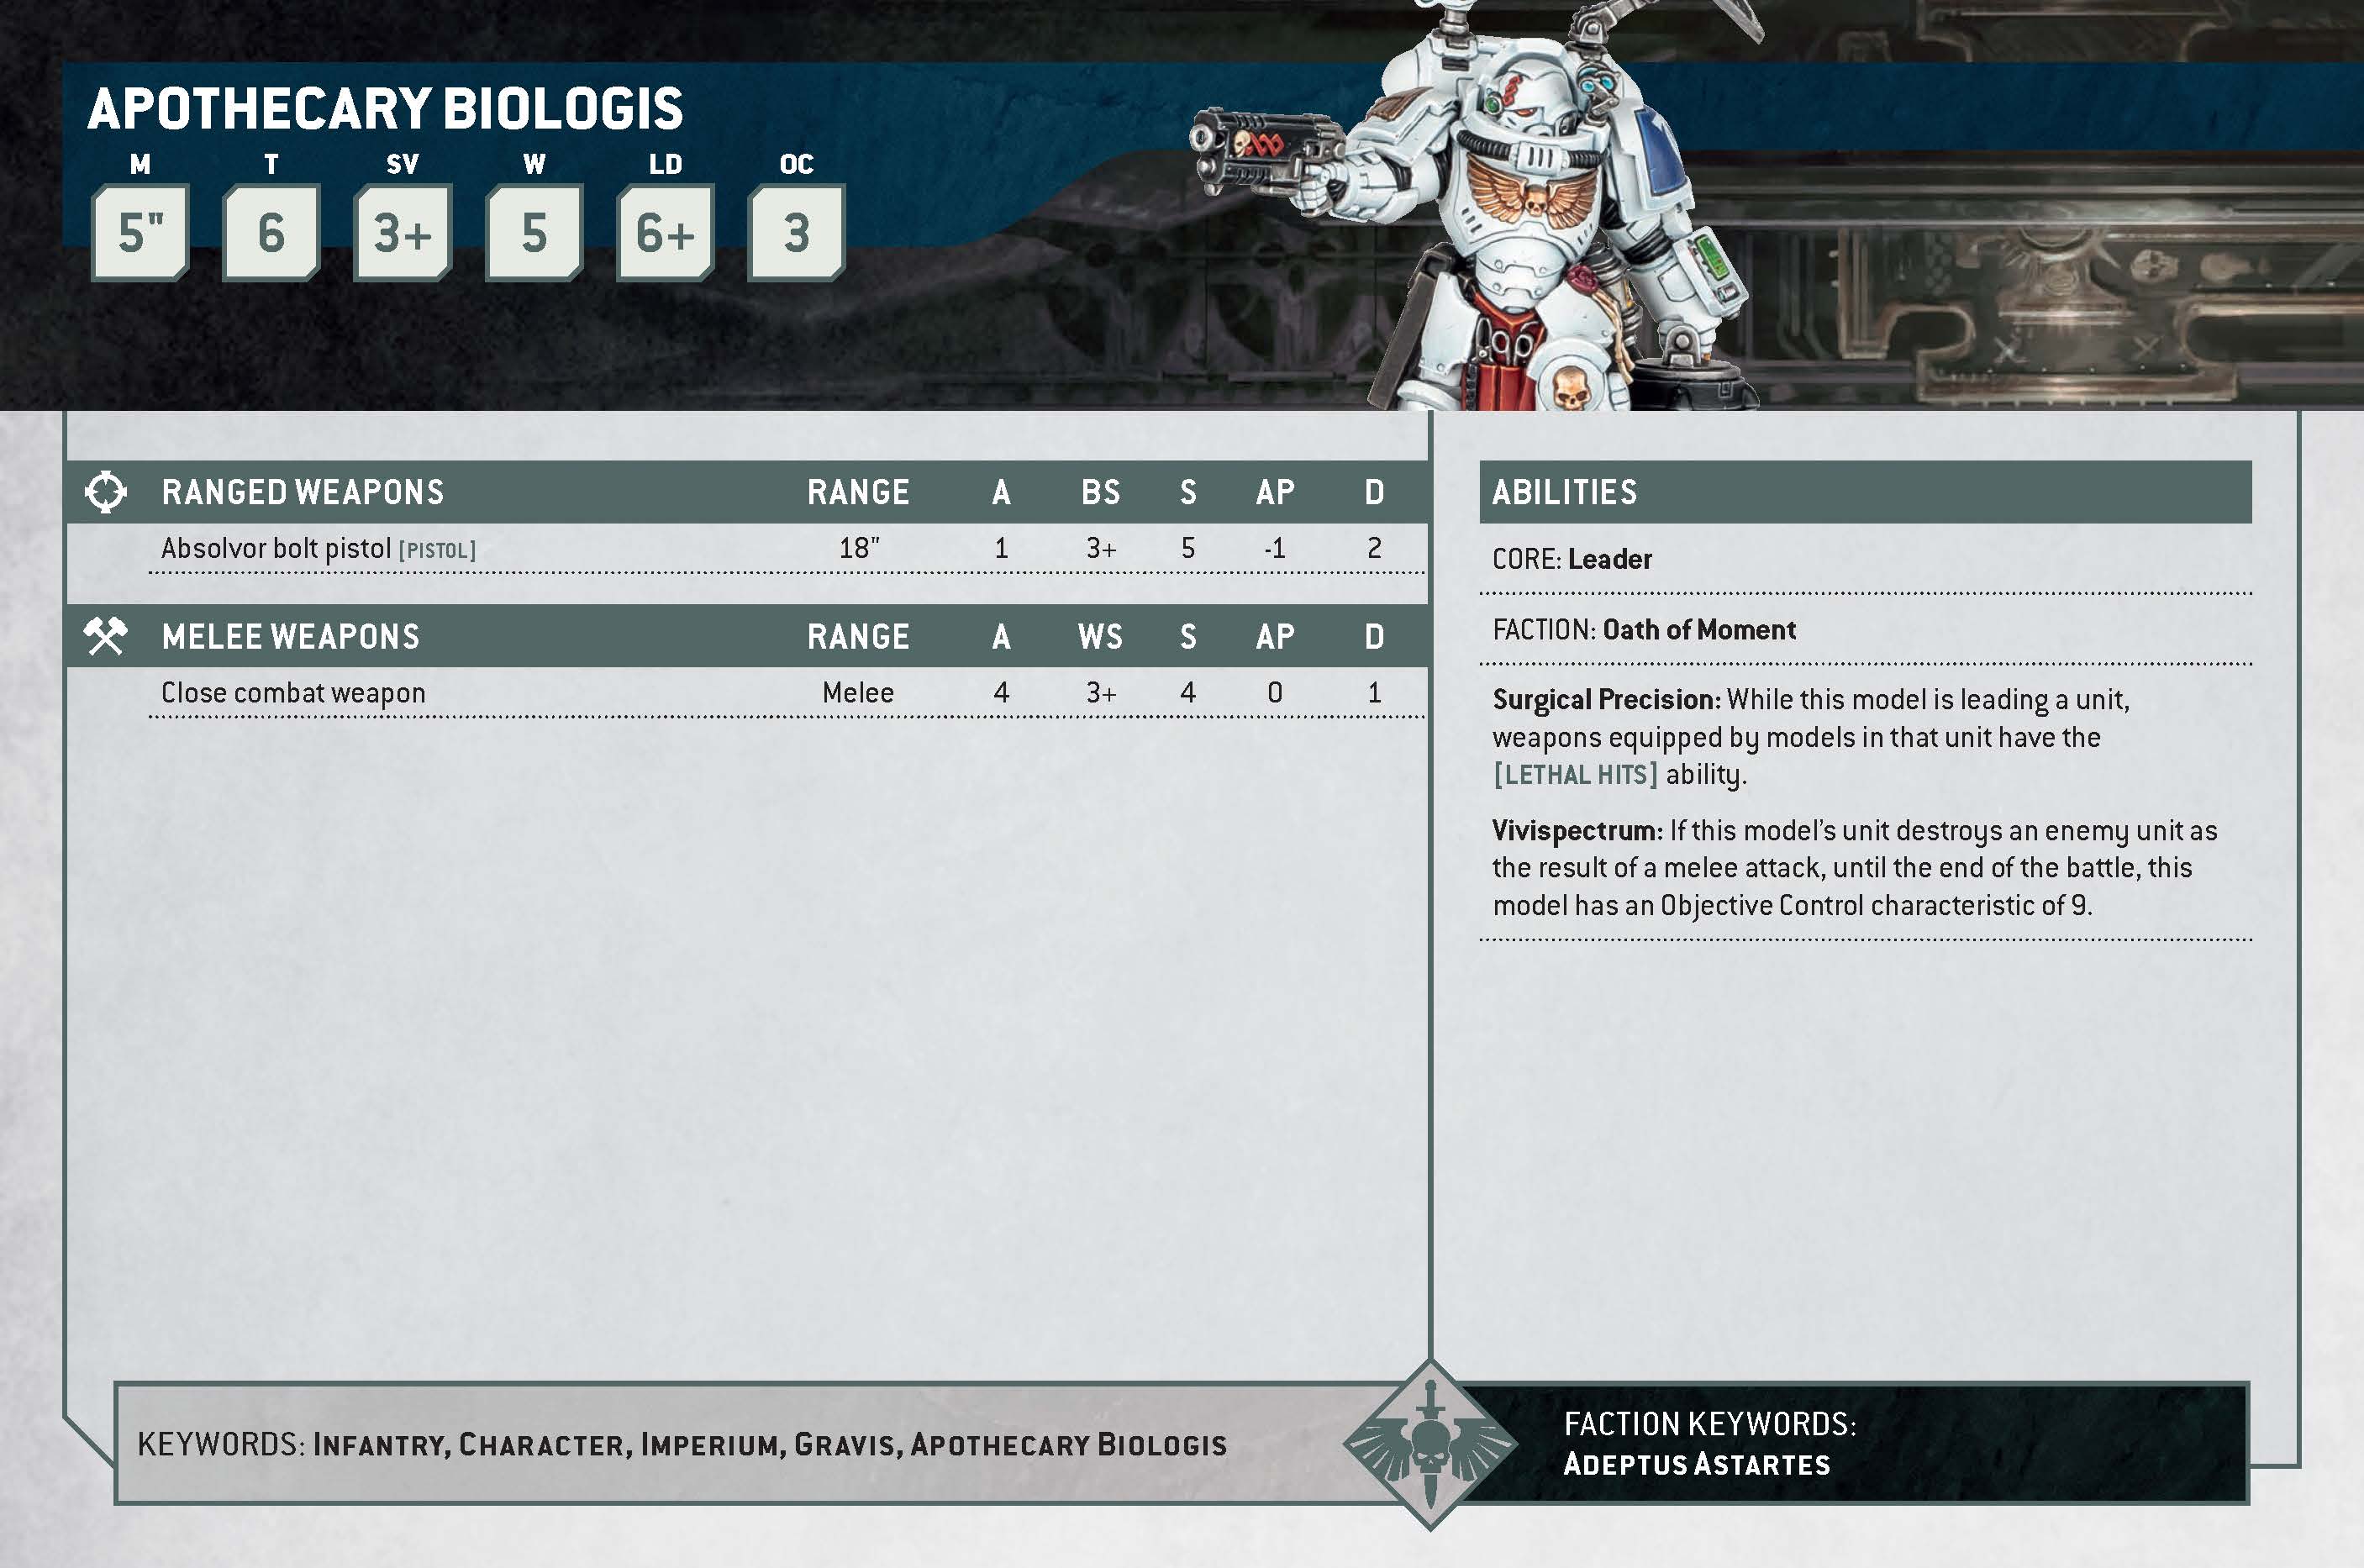 APOTHECARY BIOLOGIS
M T SV W LD OC
5" 6 3+ 5 6+ 3
RANGED WEAPONS RANGE A BS S AP D
Absolvor bolt pistol [PISTOL] 18" 1 3+ 5 -1 2
MELEE WEAPONS RANGE A WS S AP D
Close combat weapon Melee 4 3+ 4 0 1
ABILITIES
CORE: Leader
FACTION: Oath of Moment
Surgical Precision: While this model is leading a unit,
weapons equipped by models in that unit have the
[LETHAL HITS] ability.
Vivispectrum: If this model’s unit destroys an enemy unit as
the result of a melee attack, until the end of the battle, this
model has an Objective Control characteristic of 9.
KEYWORDS: INFANTRY, CHARACTER, IMPERIUM, GRAVIS, APOTHECARY BIOLOGIS
FACTION KEYWORDS:
ADEPTUS ASTARTES